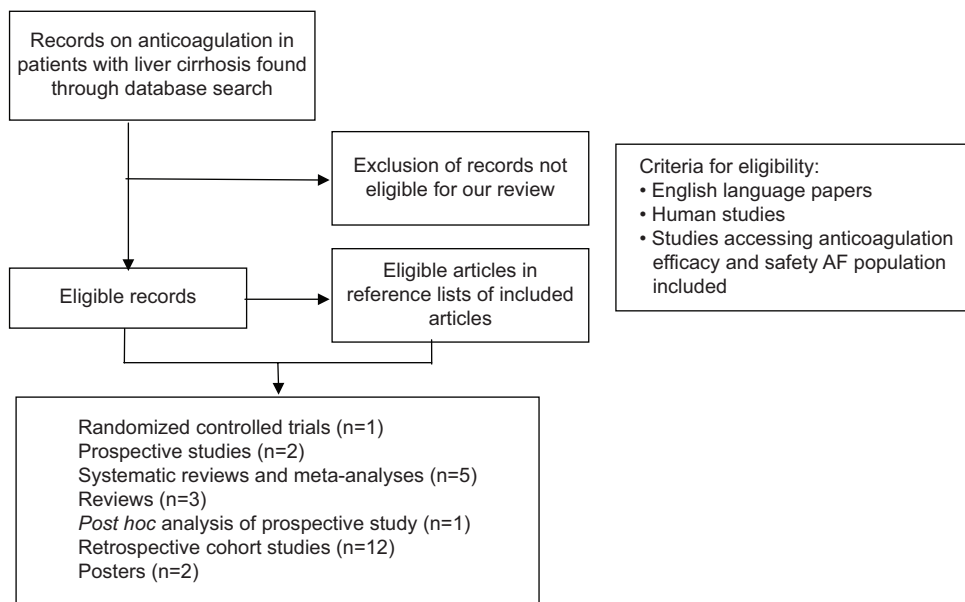 Records on anticoagulation in
patients with liver cirrhosis found
through database search
Exclusion of records not
eligible for our review
Criteria for eligibility:
• English language papers
• Human studies
• Studies accessing anticoagulation
efficacy and safety AF population
included
Eligible records
Eligible articles in
reference lists of included
articles
Randomized controlled trials (n=1)
Prospective studies (n=2)
Systematic reviews and meta-analyses (n=5)
Reviews (n=3)
Post hoc analysis of prospective study (n=1)
Retrospective cohort studies (n=12)
Posters (n=2)